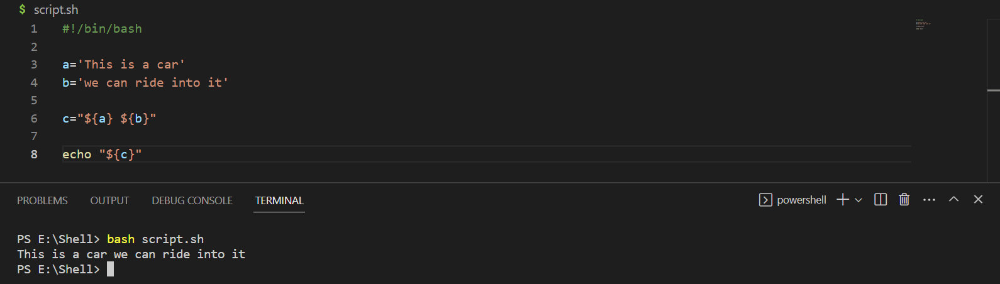 $ script.sh
1 #!/bin/bash
2
3 a='This is a car'
4 b='we can ride into it'
5
6 c="${a} ${b}"
7
8 echo "${c}"
PROBLEMS OUTPUT DEBUG CONSOLE TERMINAL powershell
PS E:\Shell> bash script.sh
This is a car we can ride into it
PS E:\Shell>